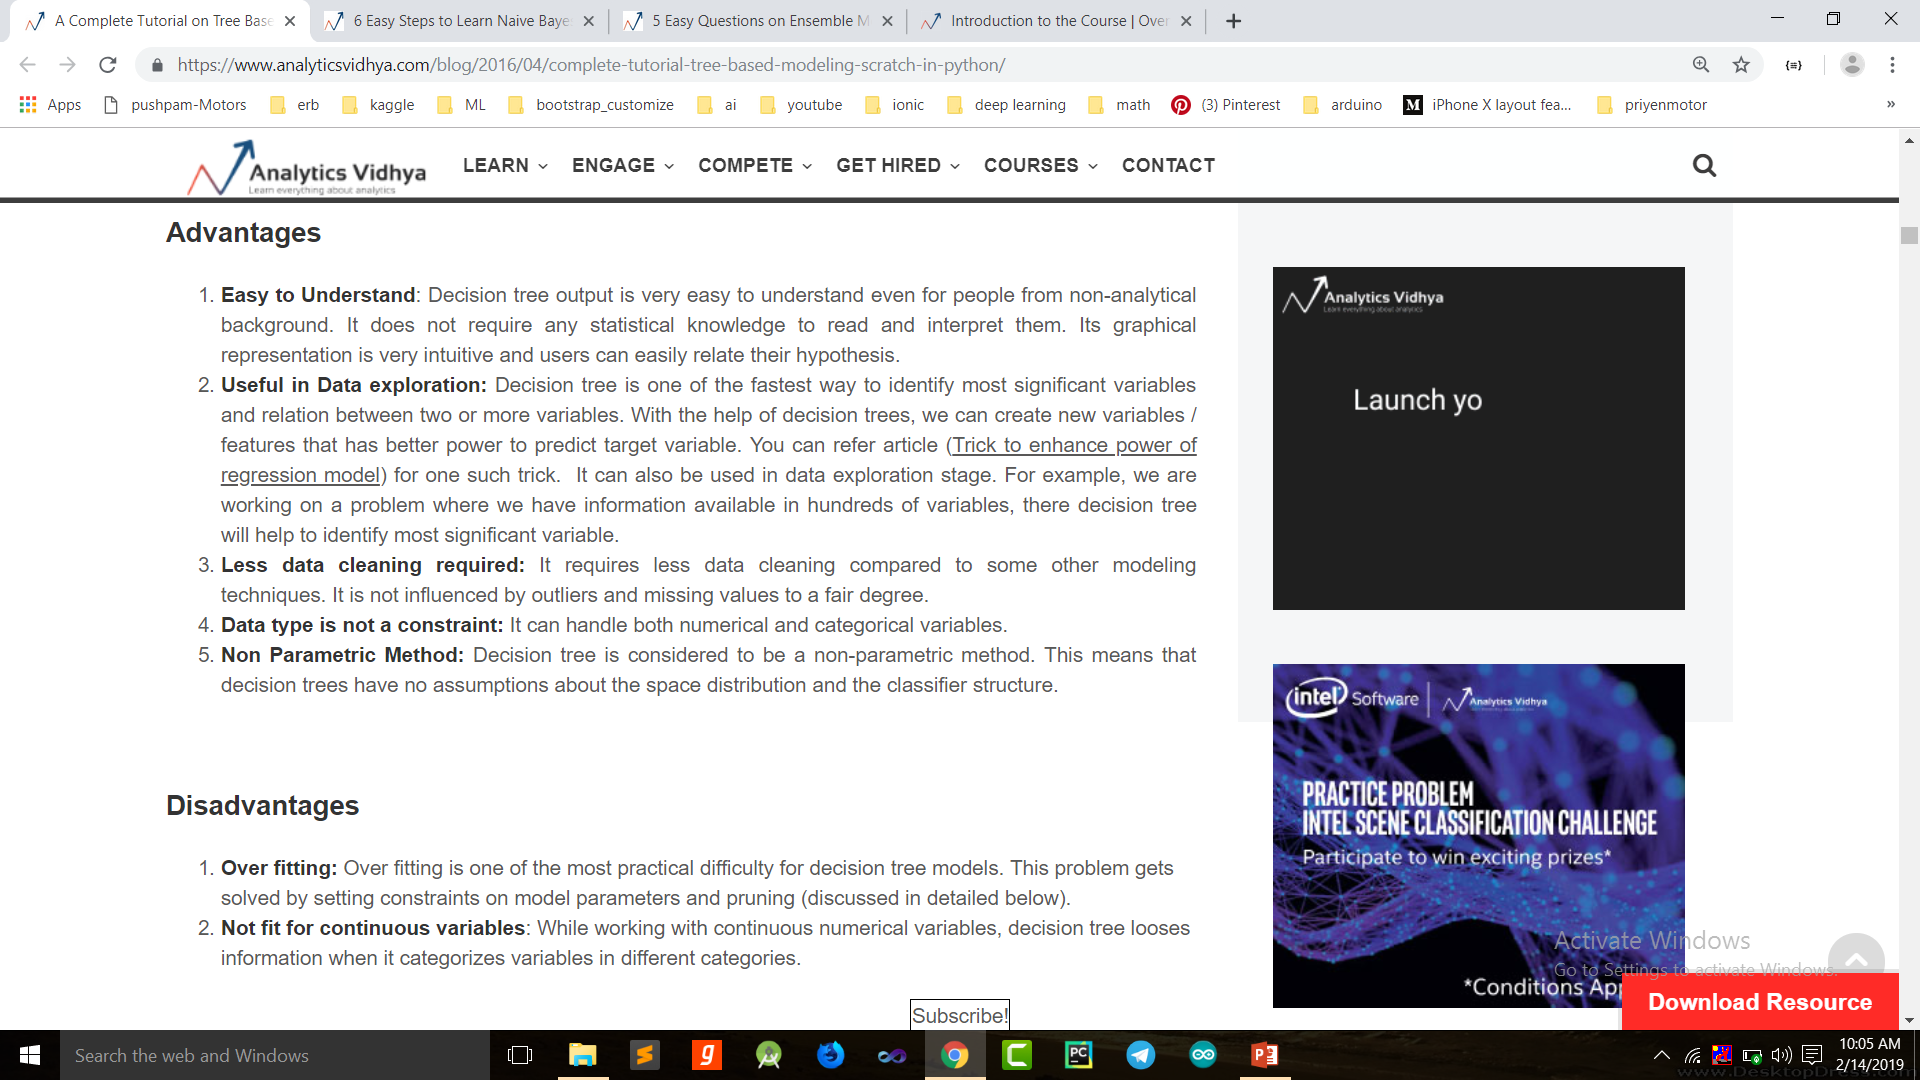 A Complete Tutorial on Tree Base
6 Easy Steps to Learn Naive Baye
5 Easy Questions on Ensemble M
Introduction to the Course | Over
https://www.analyticsvidhya.com/blog/2016/04/complete-tutorial-tree-based-modeling-scratch-in-python/
Apps pushpam-Motors erb kaggle ML bootstrap_customize ai youtube ionic deep learning math (3) Pinterest arduino M iPhone X layout fea... priyenmotor »
Analytics Vidhya
Learn everything about analytics
LEARN ENGAGE COMPETE GET HIRED COURSES CONTACT
Advantages
1. Easy to Understand: Decision tree output is very easy to understand even for people from non-analytical
background. It does not require any statistical knowledge to read and interpret them. Its graphical
representation is very intuitive and users can easily relate their hypothesis.
2. Useful in Data exploration: Decision tree is one of the fastest way to identify most significant variables
and relation between two or more variables. With the help of decision trees, we can create new variables /
features that has better power to predict target variable. You can refer article (Trick to enhance power of
regression model) for one such trick.  It can also be used in data exploration stage. For example, we are
working on a problem where we have information available in hundreds of variables, there decision tree
will help to identify most significant variable.
3. Less data cleaning required: It requires less data cleaning compared to some other modeling
techniques. It is not influenced by outliers and missing values to a fair degree.
4. Data type is not a constraint: It can handle both numerical and categorical variables.
5. Non Parametric Method: Decision tree is considered to be a non-parametric method. This means that
decision trees have no assumptions about the space distribution and the classifier structure.
Disadvantages
1. Over fitting: Over fitting is one of the most practical difficulty for decision tree models. This problem gets
solved by setting constraints on model parameters and pruning (discussed in detailed below).
2. Not fit for continuous variables: While working with continuous numerical variables, decision tree looses
information when it categorizes variables in different categories.
Subscribe!
Analytics Vidhya
Learn everything about analytics
Launch yo
intel Software | Analytics Vidhya
PRACTICE PROBLEM
INTEL SCENE CLASSIFICATION CHALLENGE
Participate to win exciting prizes*
*Conditions App
Activate Windows
Go to Settings to activate Windows.
Download Resource
Search the web and Windows
10:05 AM
2/14/2019